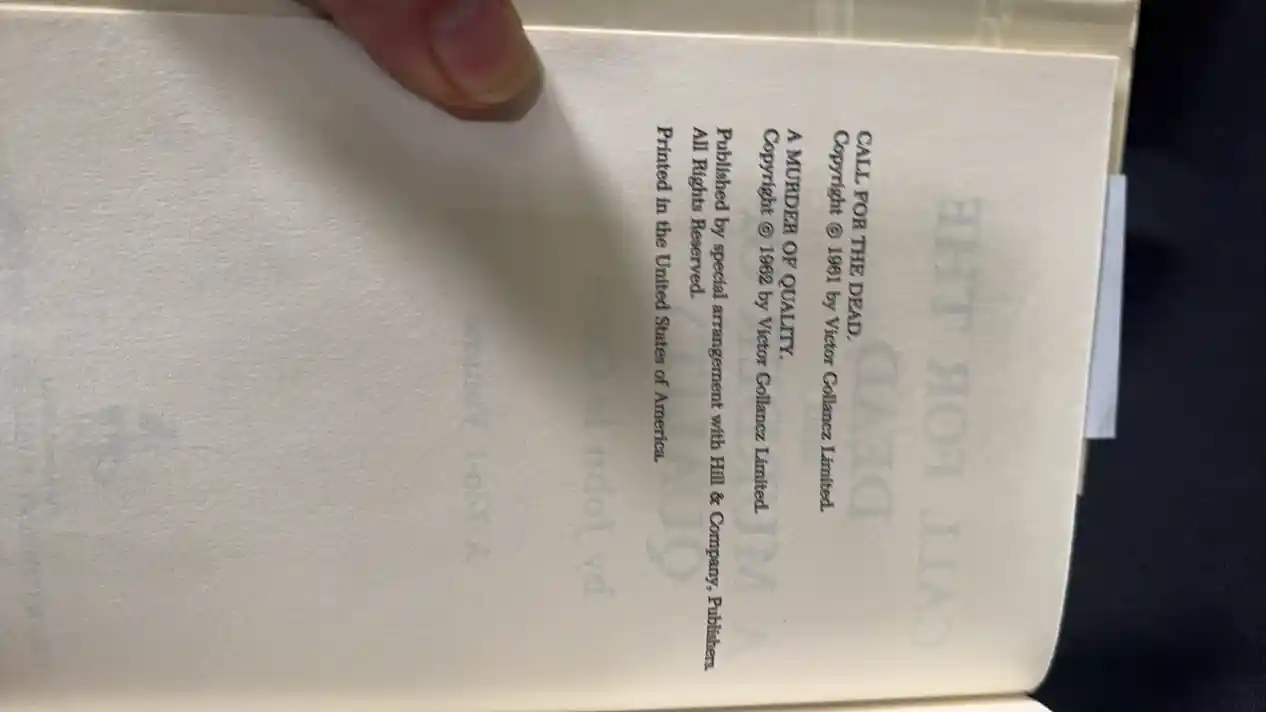 CALL FOR THE DEAD.
Copyright © 1961 by Victor Gollancz Limited.
A MURDER OF QUALITY.
Copyright © 1962 by Victor Gollancz Limited.
Published by special arrangement with Hill & Company, Publishers.
All Rights Reserved.
Printed in the United States of America.